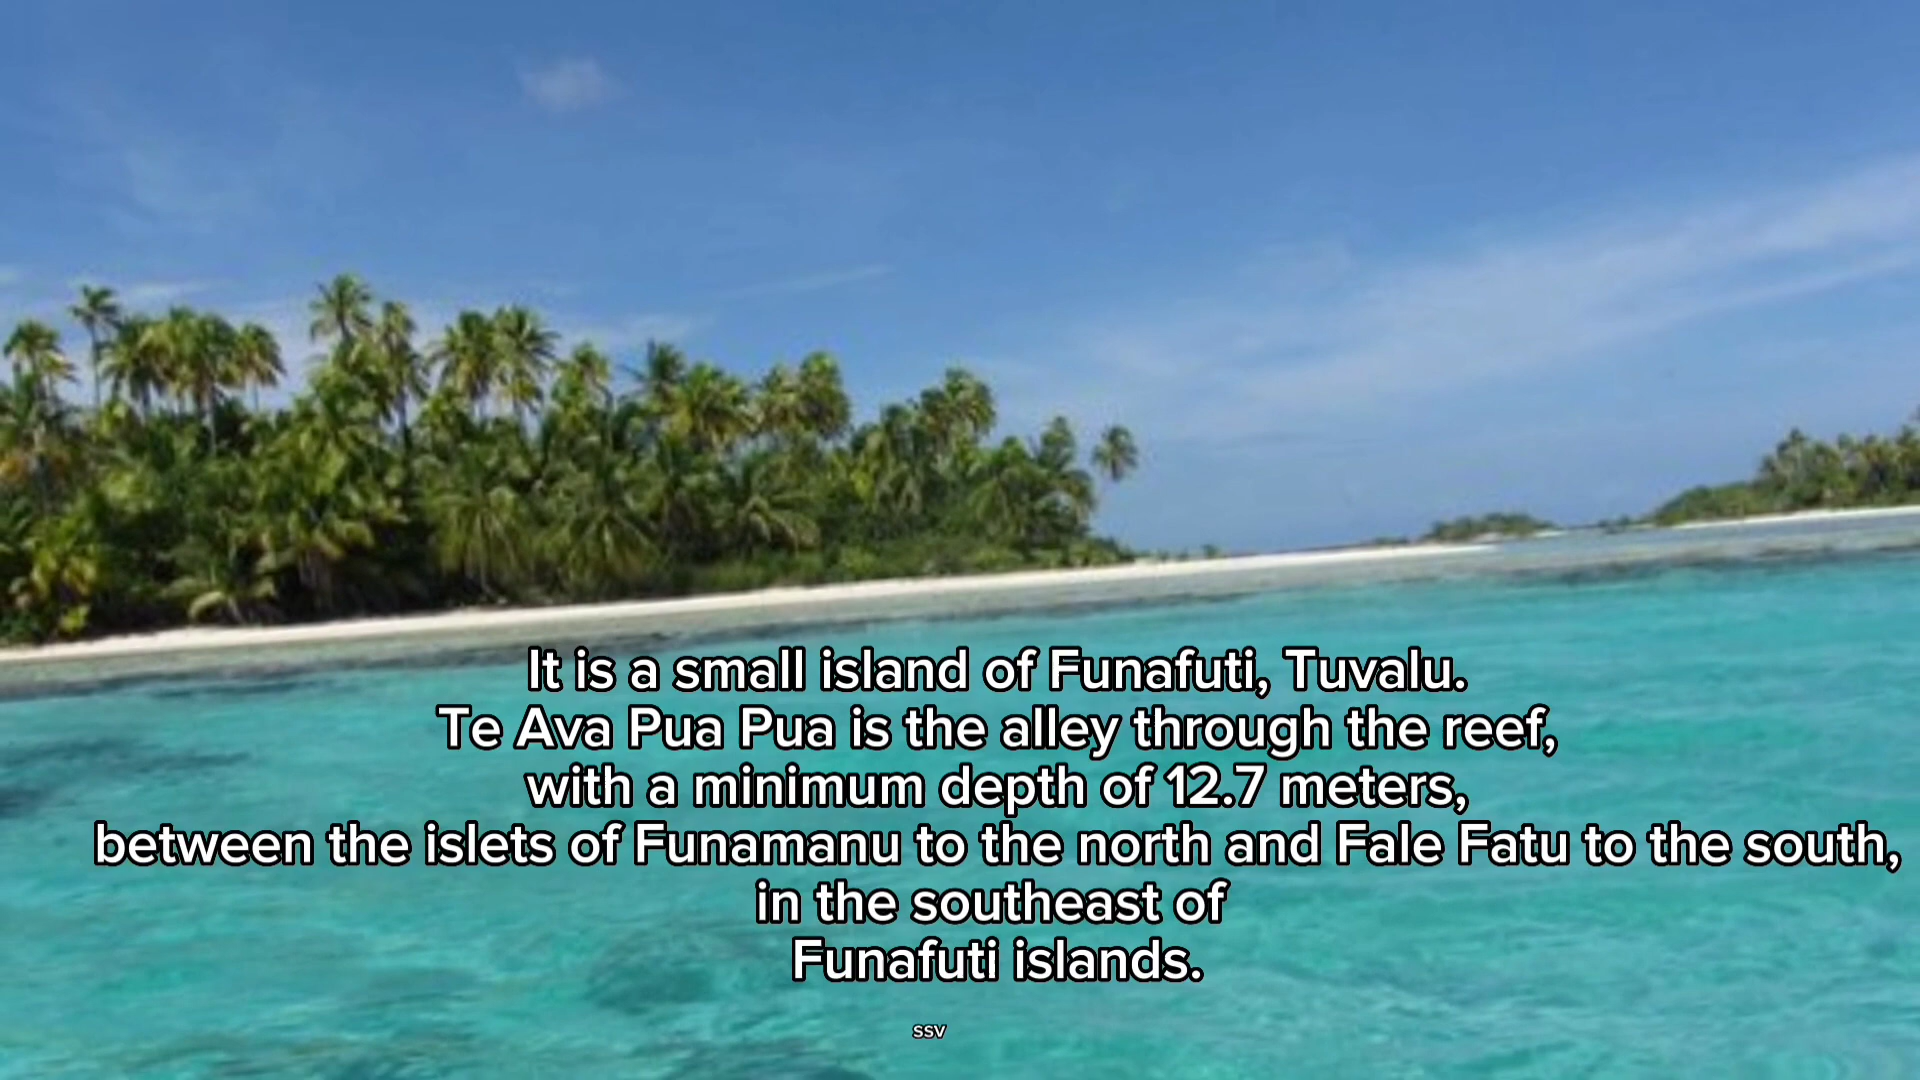 It is a small island of Funafuti, Tuvalu.
Te Ava Pua Pua is the alley through the reef,
with a minimum depth of 12.7 meters,
between the islets of Funamanu to the north and Fale Fatu to the south,
in the southeast of
Funafuti islands.
SSV